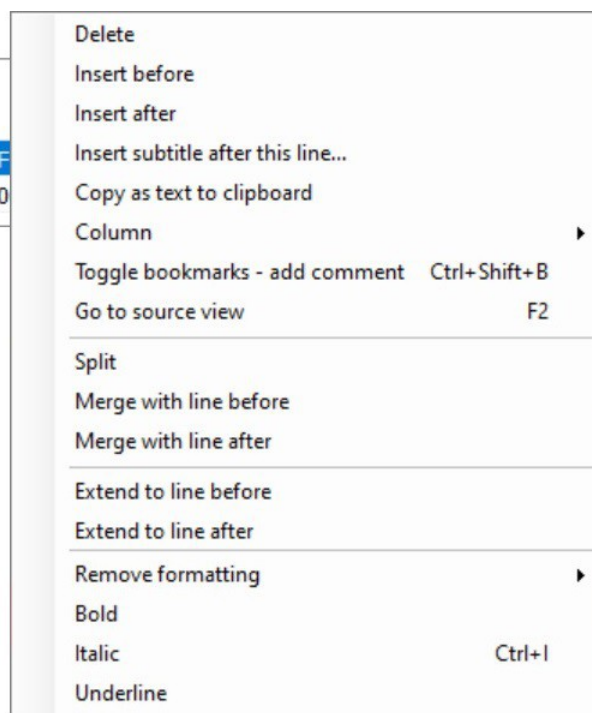 Delete
Insert before
Insert after
Insert subtitle after this line...
Copy as text to clipboard
Column
Toggle bookmarks - add comment Ctrl+Shift+B
Go to source view F2
Split
Merge with line before
Merge with line after
Extend to line before
Extend to line after
Remove formatting
Bold
Italic Ctrl+I
Underline